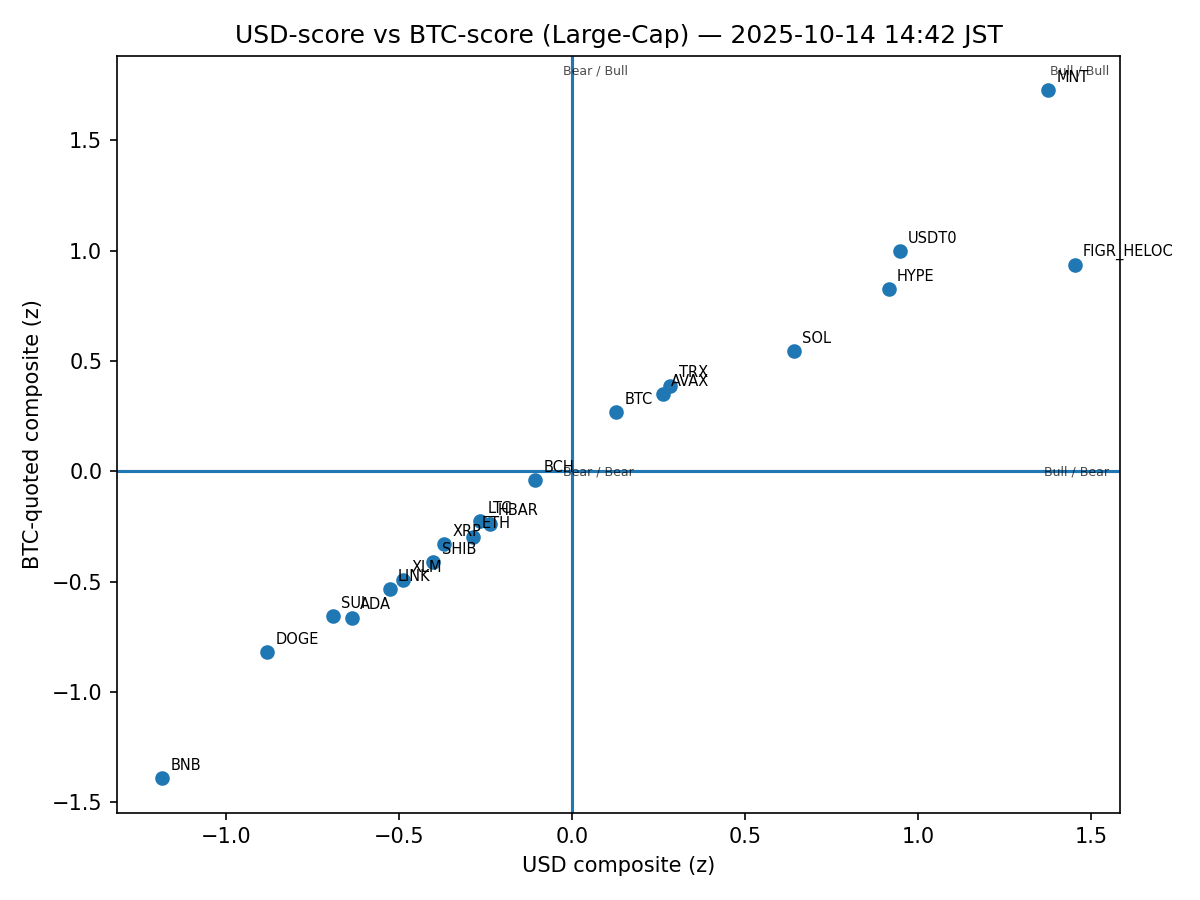 USD-score vs BTC-score (Large-Cap) — 2025-10-14 14:42 JST
Bear / Bull
Bull / Bull
MNT
1.5
USDT0
FIGR_HELOC
1.0
HYPE
SOL
0.5
TRX
AVAX
BTC
BCH
0.0
Bear / Bear
Bull / Bear
LTC
HBAR
ETH
XRP
SHIB
XLM
LINK
−0.5
SUI
ADA
DOGE
−1.0
BNB
−1.5
BTC-quoted composite (z)
−1.0
−0.5
0.0
0.5
1.0
1.5
USD composite (z)